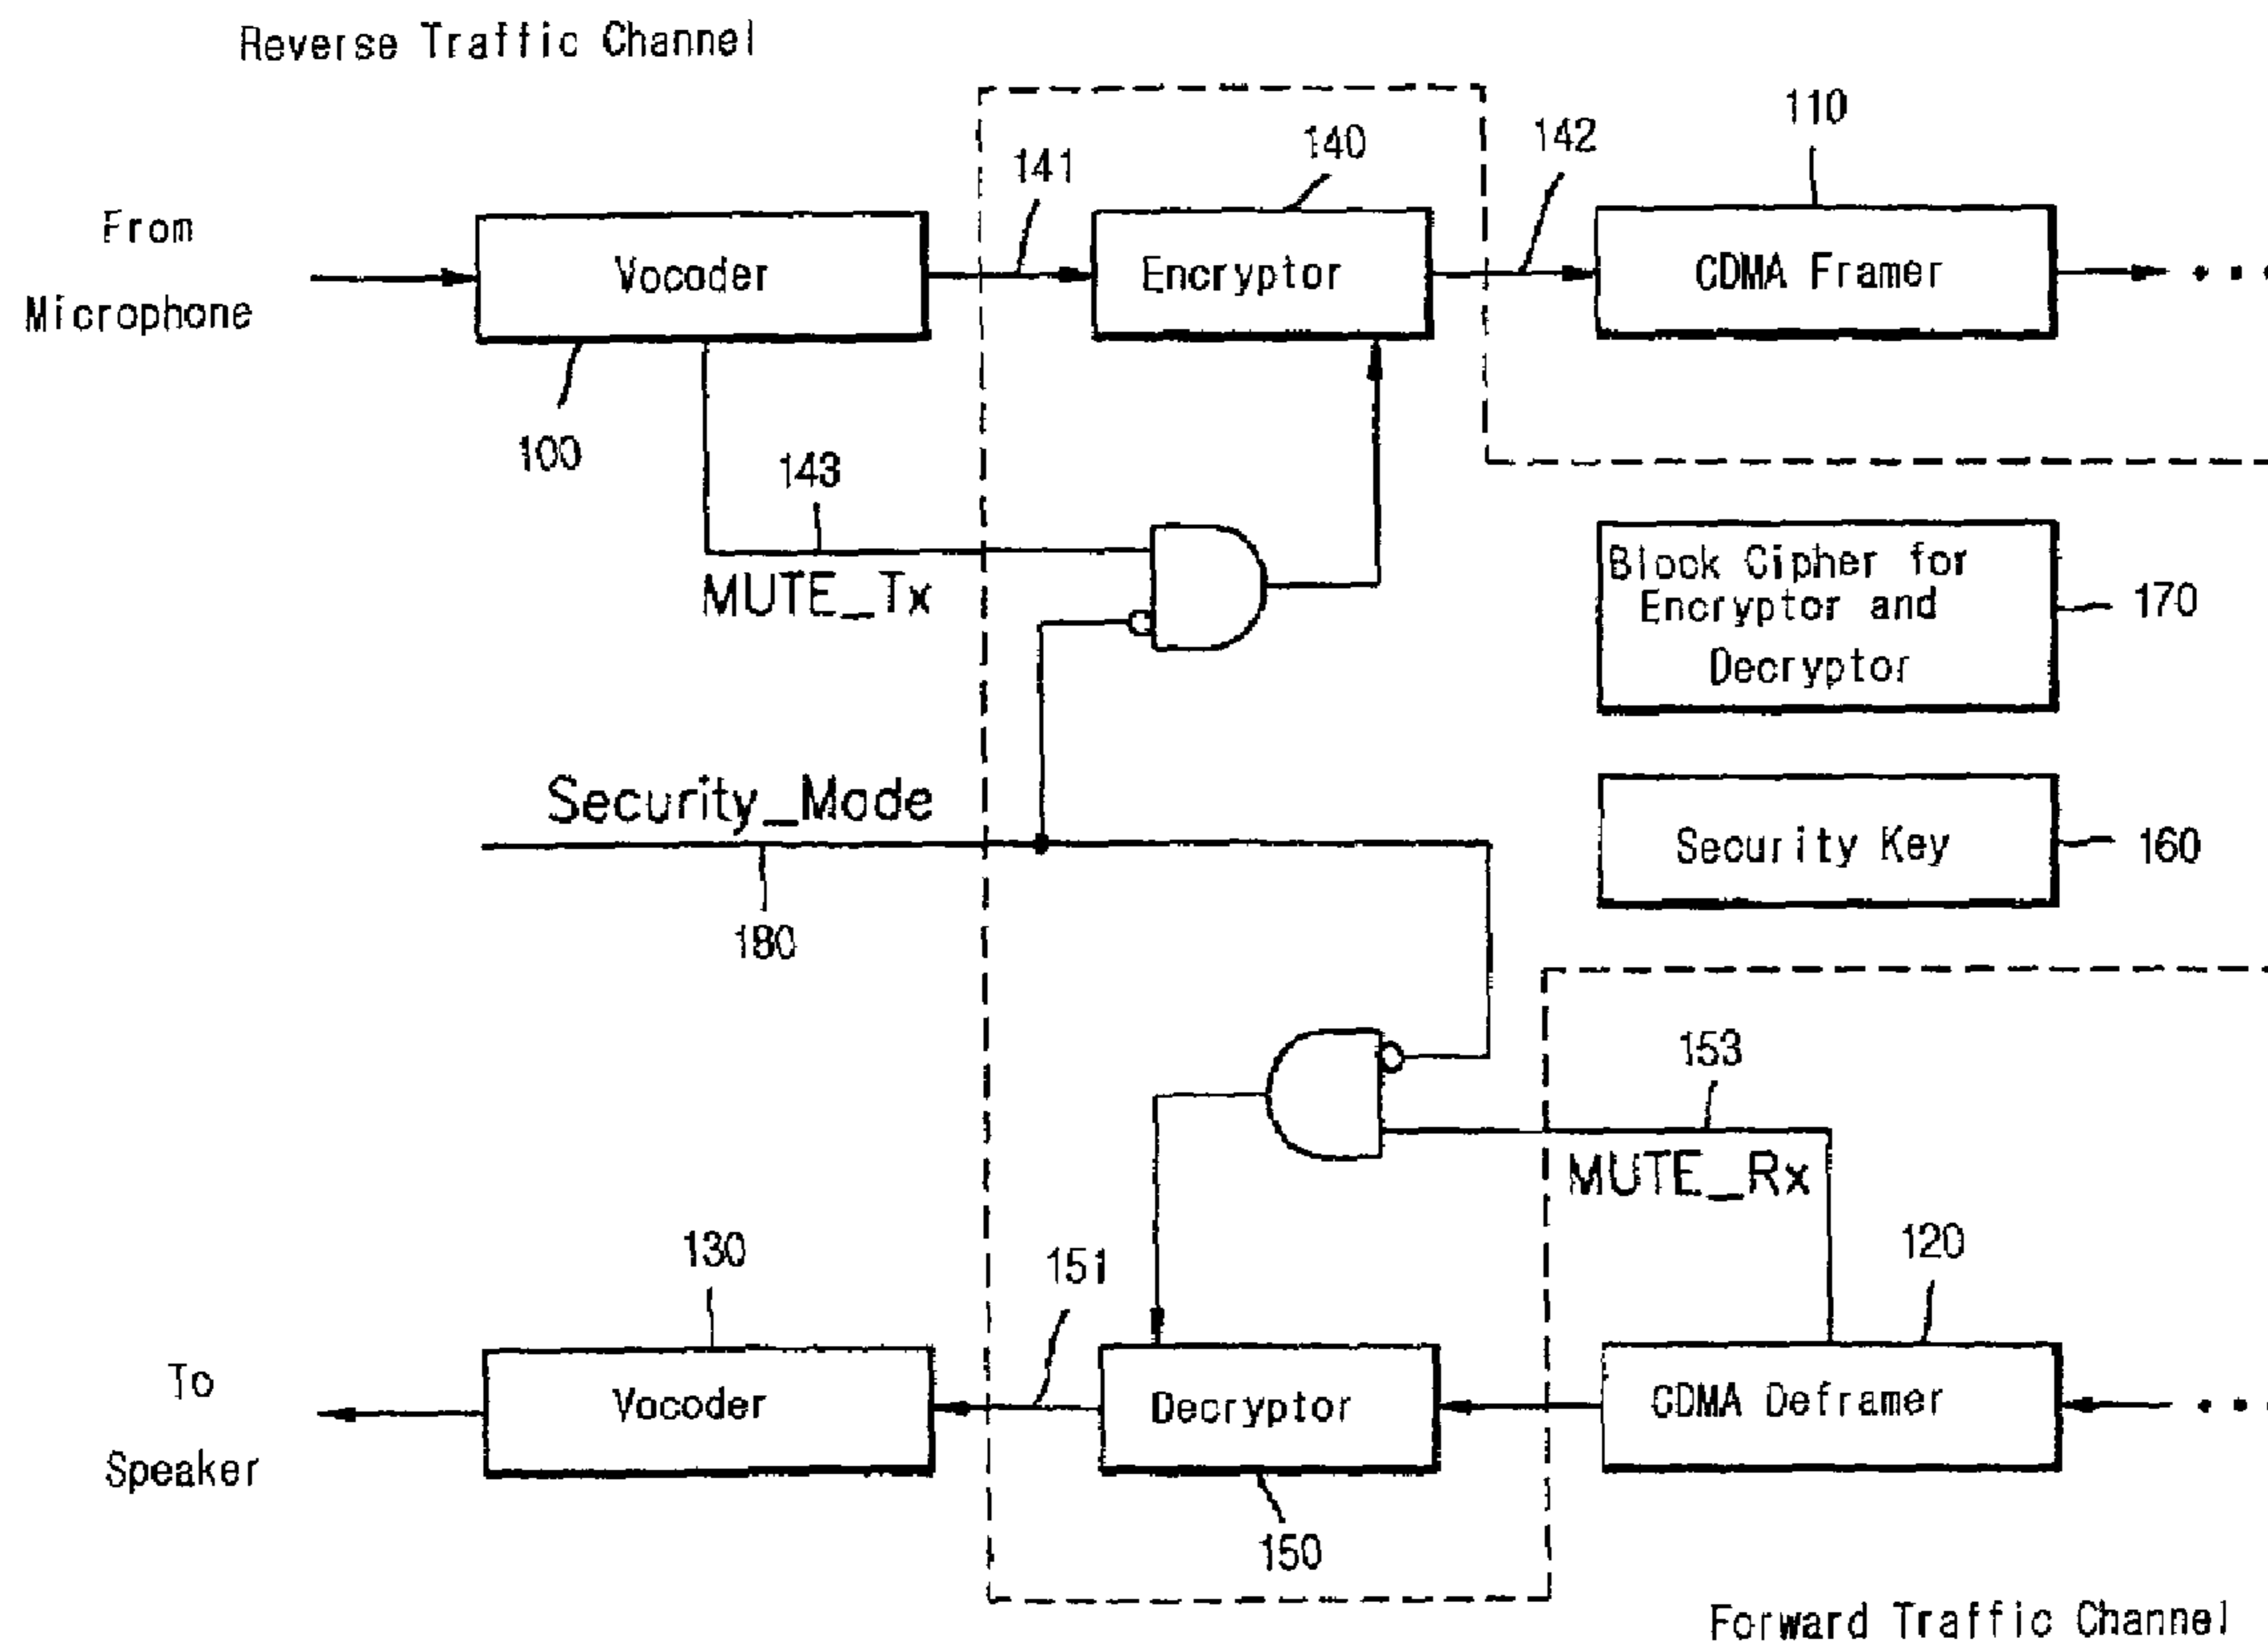 Reverse Traffic Channel
110
140
142
141
From
Microphone
Vocoder
Encryptor
CDMA Framer
100
143
MUTE_Tx
Block Cipher for
Encryptor and
Decryptor
170
Security_Mode
180
Security Key
160
153
MUTE_Rx
130
151
120
To
Speaker
Vocoder
Decryptor
CDMA Deframer
150
Forward Traffic Channel